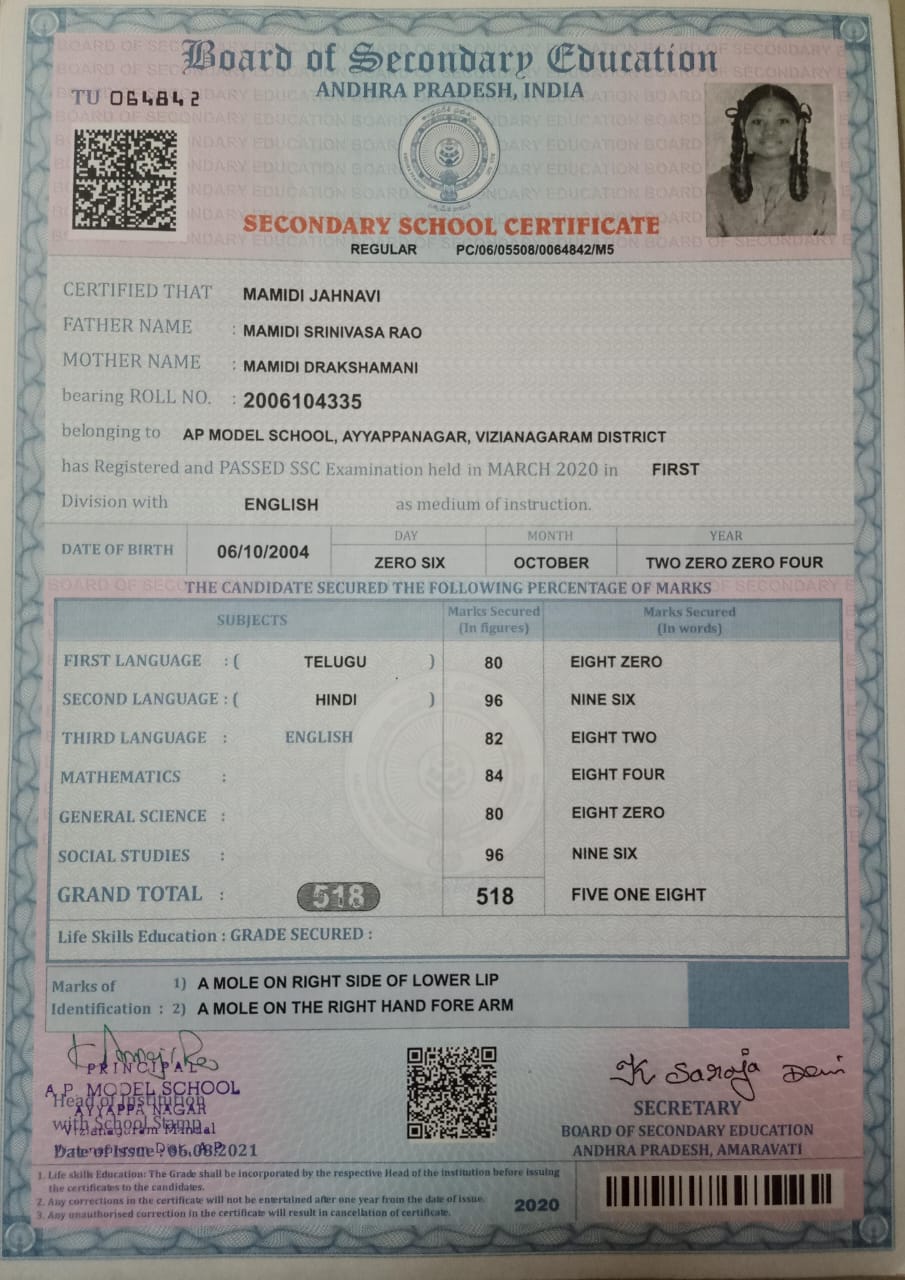 Board of Secondary Education
ANDHRA PRADESH, INDIA
TU 064842
SECONDARY SCHOOL CERTIFICATE
REGULAR PC/06/05508/0064842/M5
CERTIFIED THAT MAMIDI JAHNAVI
FATHER NAME : MAMIDI SRINIVASA RAO
MOTHER NAME : MAMIDI DRAKSHAMANI
bearing ROLL NO. : 2006104335
belonging to AP MODEL SCHOOL, AYYAPPANAGAR, VIZIANAGARAM DISTRICT
has Registered and PASSED SSC Examination held in MARCH 2020 in FIRST
Division with ENGLISH as medium of instruction.
DATE OF BIRTH 06/10/2004 DAY MONTH YEAR
ZERO SIX OCTOBER TWO ZERO ZERO FOUR
THE CANDIDATE SECURED THE FOLLOWING PERCENTAGE OF MARKS
SUBJECTS Marks Secured (In figures) Marks Secured (In words)
FIRST LANGUAGE : ( TELUGU ) 80 EIGHT ZERO
SECOND LANGUAGE : ( HINDI ) 96 NINE SIX
THIRD LANGUAGE : ENGLISH 82 EIGHT TWO
MATHEMATICS : 84 EIGHT FOUR
GENERAL SCIENCE : 80 EIGHT ZERO
SOCIAL STUDIES : 96 NINE SIX
GRAND TOTAL : 518 518 FIVE ONE EIGHT
Life Skills Education : GRADE SECURED :
Marks of 1) A MOLE ON RIGHT SIDE OF LOWER LIP
Identification : 2) A MOLE ON THE RIGHT HAND FORE ARM
PRINCIPAL
A.P. MODEL SCHOOL
Head of Institution
AYYAPPA NAGAR
with School Stamp
Vizianagaram Mandal
Date of Issue : 06.08.2021
K Saroja Devi
SECRETARY
BOARD OF SECONDARY EDUCATION
ANDHRA PRADESH, AMARAVATI
1. Life skills Education: The Grade shall be incorporated by the respective Head of the institution before issuing
the certificates to the candidates.
2. Any corrections in the certificate will not be entertained after one year from the date of issue.
3. Any unauthorised correction in the certificate will result in cancellation of certificate.
2020